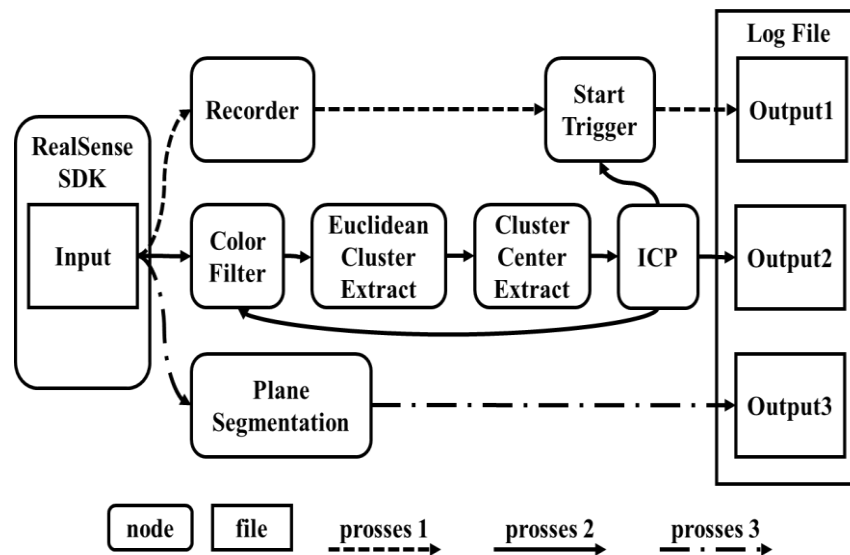 Log File
Recorder
Start
Trigger
Output1
RealSense
SDK
Input
Color
Filter
Euclidean
Cluster
Extract
Cluster
Center
Extract
ICP
Output2
Plane
Segmentation
Output3
node
file
prosses 1
prosses 2
prosses 3